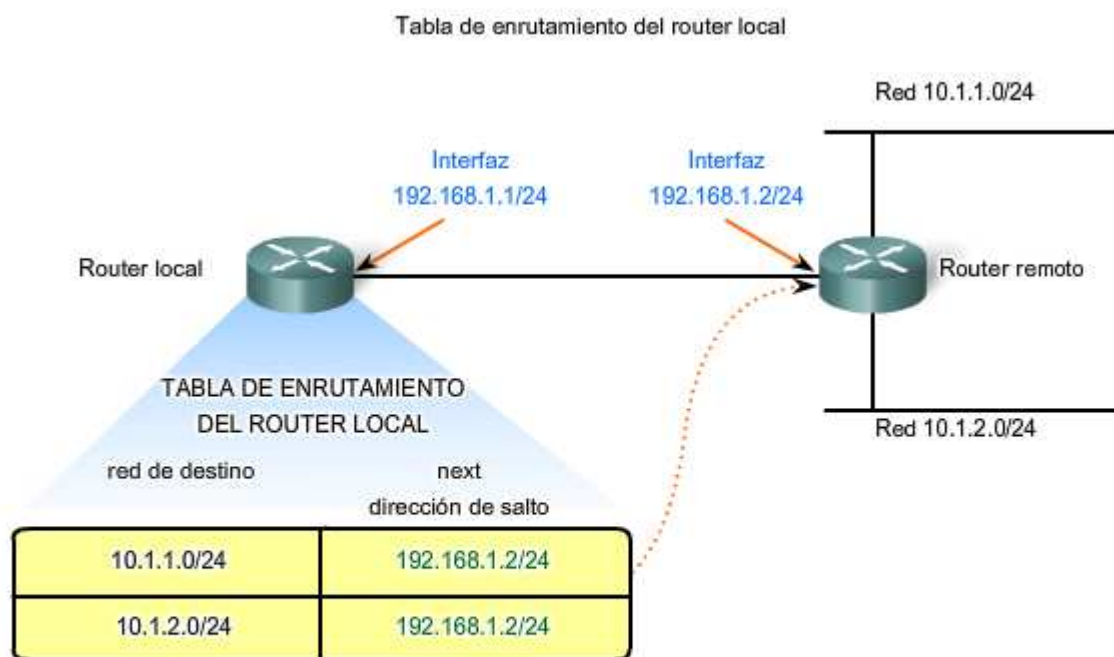 Tabla de enrutamiento del router local
Red 10.1.1.0/24
Interfaz
192.168.1.1/24
Interfaz
192.168.1.2/24
Router local
Router remoto
TABLA DE ENRUTAMIENTO
DEL ROUTER LOCAL
Red 10.1.2.0/24
red de destino
next
dirección de salto
10.1.1.0/24
192.168.1.2/24
10.1.2.0/24
192.168.1.2/24